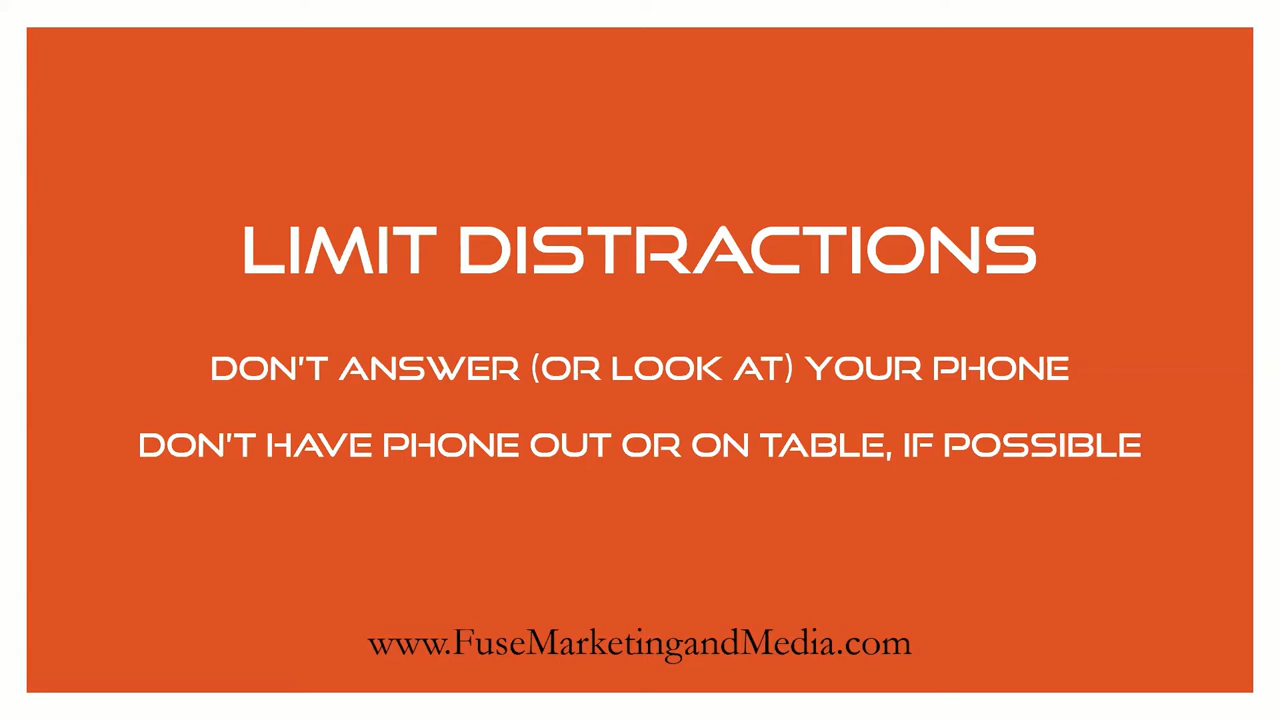 LIMIT DISTRACTIONS
DON'T ANSWER (OR LOOK AT) YOUR PHONE
DON'T HAVE PHONE OUT OR ON TABLE, IF POSSIBLE
www.FuseMarketingandMedia.com